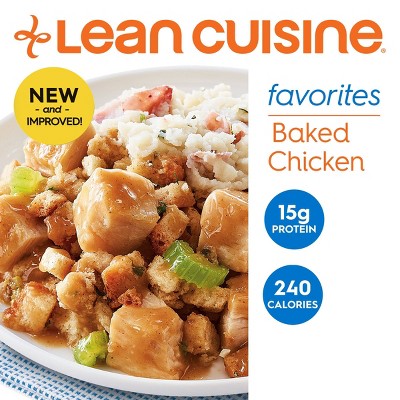 LEAN CUISINE®
NEW
- and -
IMPROVED!
favorites
Baked
Chicken
15g
PROTEIN
240
CALORIES